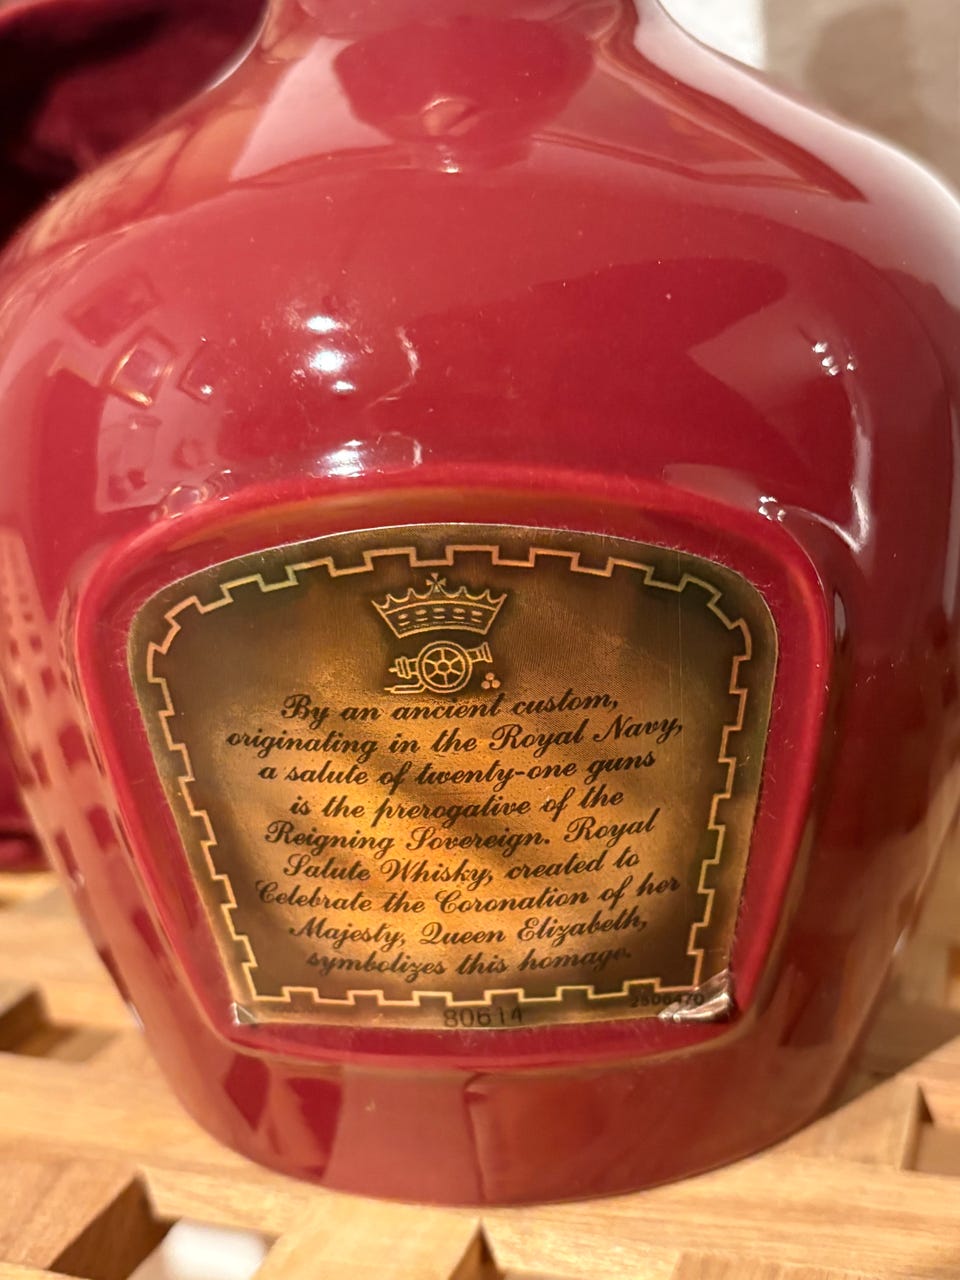 By an ancient custom,
originating in the Royal Navy,
a salute of twenty-one guns
is the prerogative of the
Reigning Sovereign. Royal
Salute Whisky, created to
Celebrate the Coronation of her
Majesty, Queen Elizabeth,
symbolizes this homage.
2506470
80614